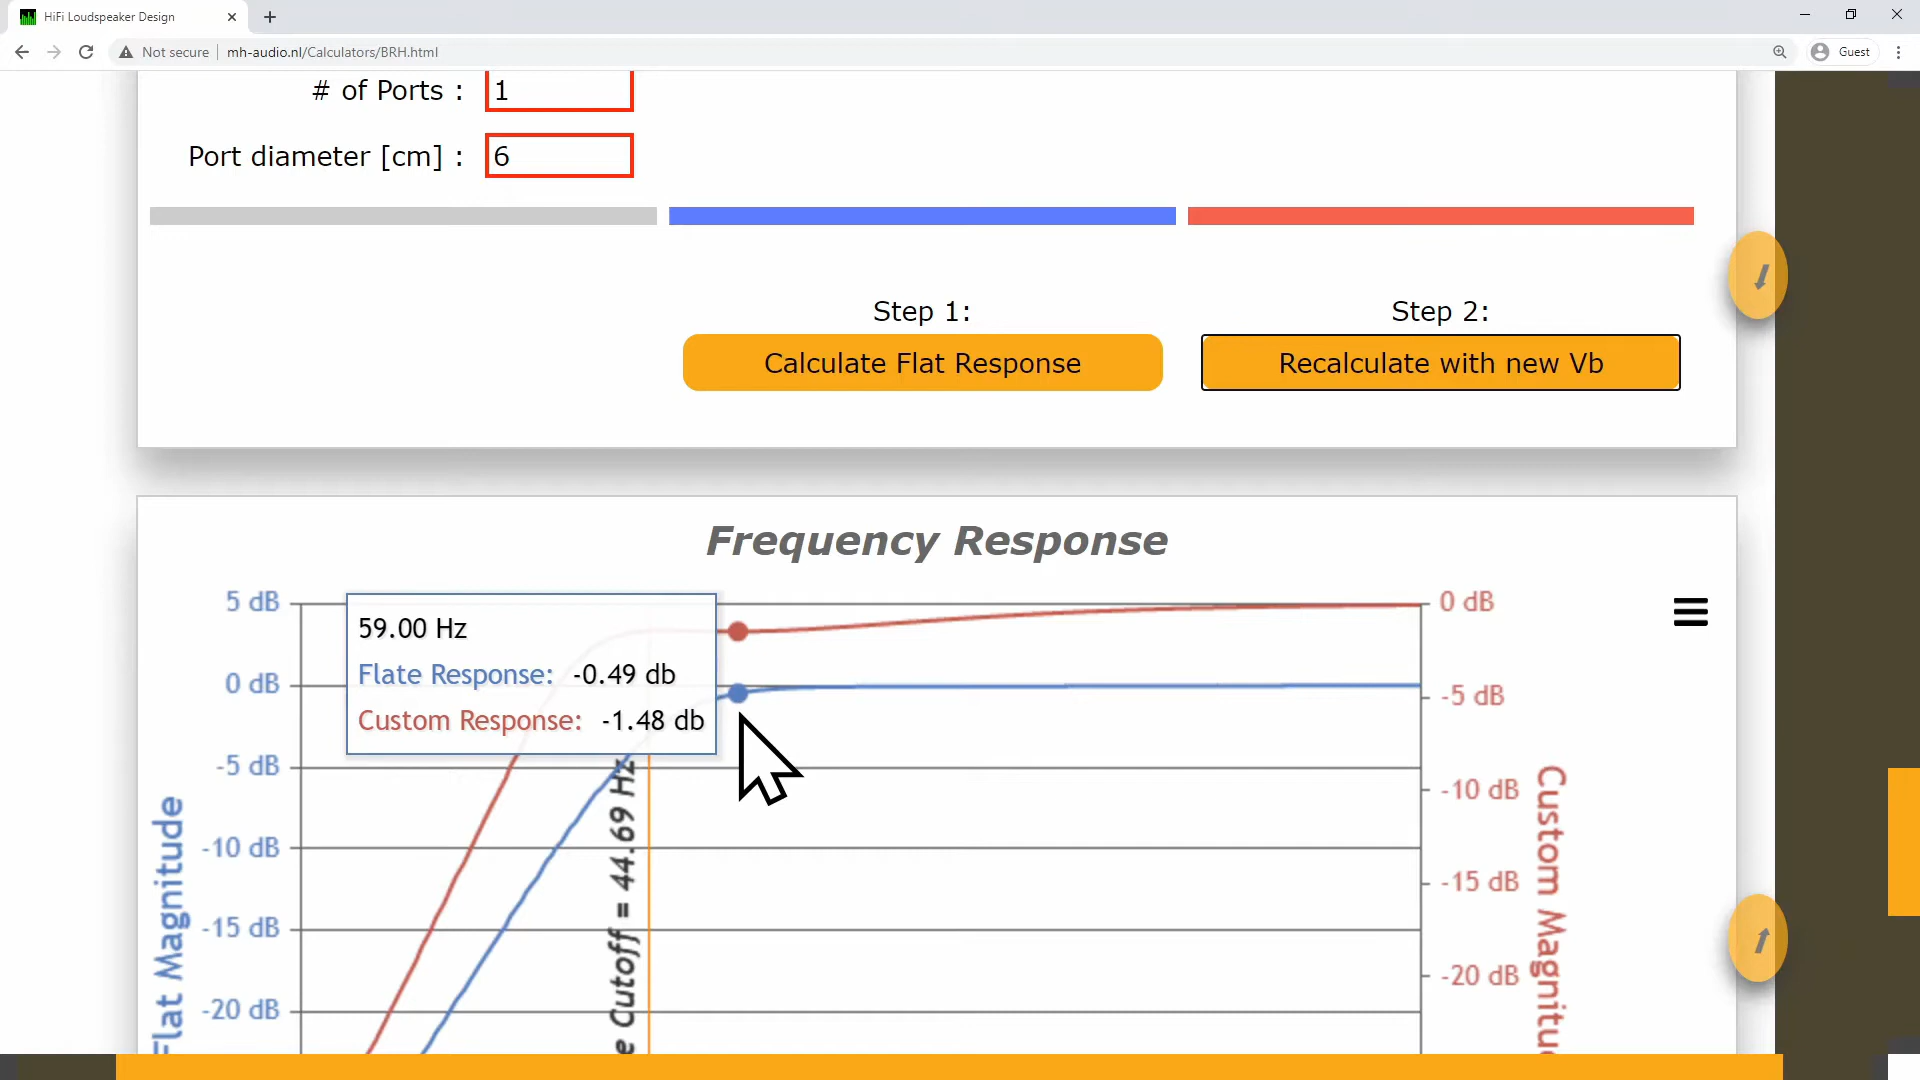 HiFi Loudspeaker Design
Not secure
mh-audio.nl/Calculators/BRH.html
Guest
# of Ports : 1
Port diameter [cm] : 6
Step 1:
Step 2:
Calculate Flat Response
Recalculate with new Vb
Frequency Response
59.00 Hz
Flate Response: -0.49 db
Custom Response: -1.48 db
5 dB
0 dB
-5 dB
-10 dB
-15 dB
-20 dB
Flat Magnitude
e Cutoff = 44.69 Hz
0 dB
-5 dB
-10 dB
-15 dB
-20 dB
Custom Magnitu